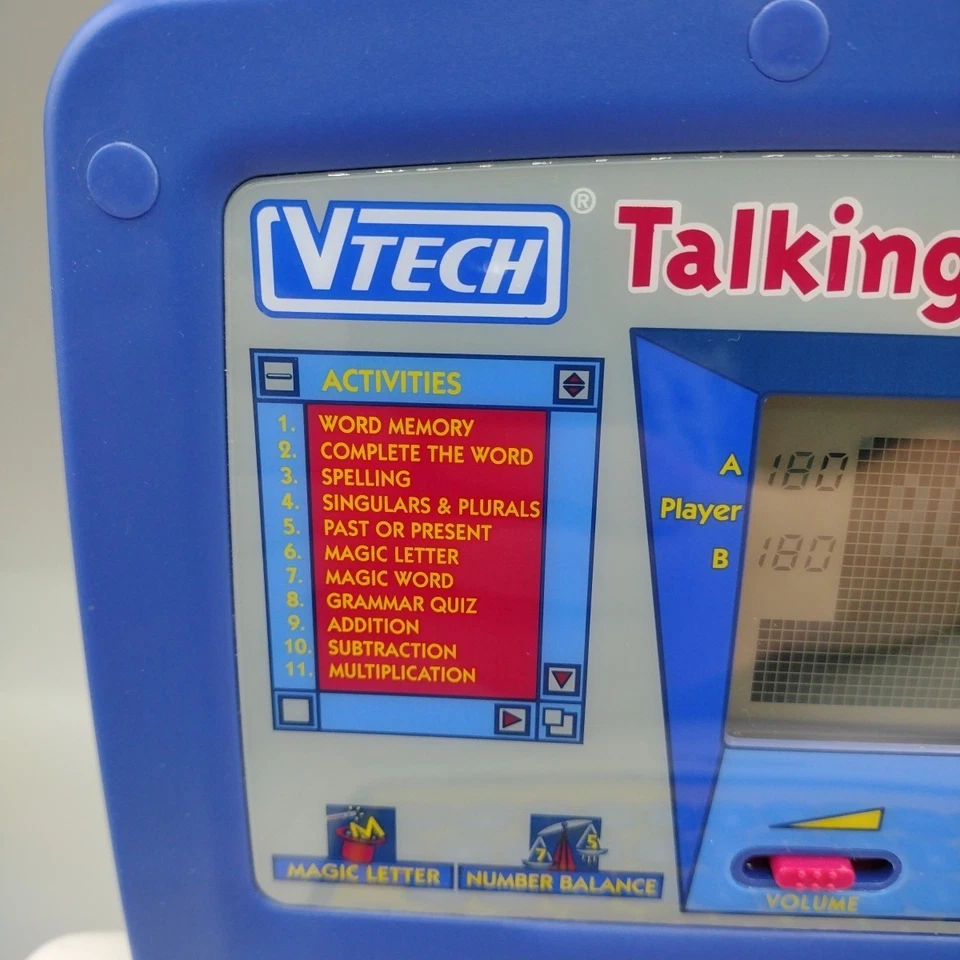 VTECH®
Talking
ACTIVITIES
1. WORD MEMORY
2. COMPLETE THE WORD
3. SPELLING
4. SINGULARS & PLURALS
5. PAST OR PRESENT
6. MAGIC LETTER
7. MAGIC WORD
8. GRAMMAR QUIZ
9. ADDITION
10. SUBTRACTION
11. MULTIPLICATION
A
180
Player
B
180
M
7 5
MAGIC LETTER
NUMBER BALANCE
VOLUME